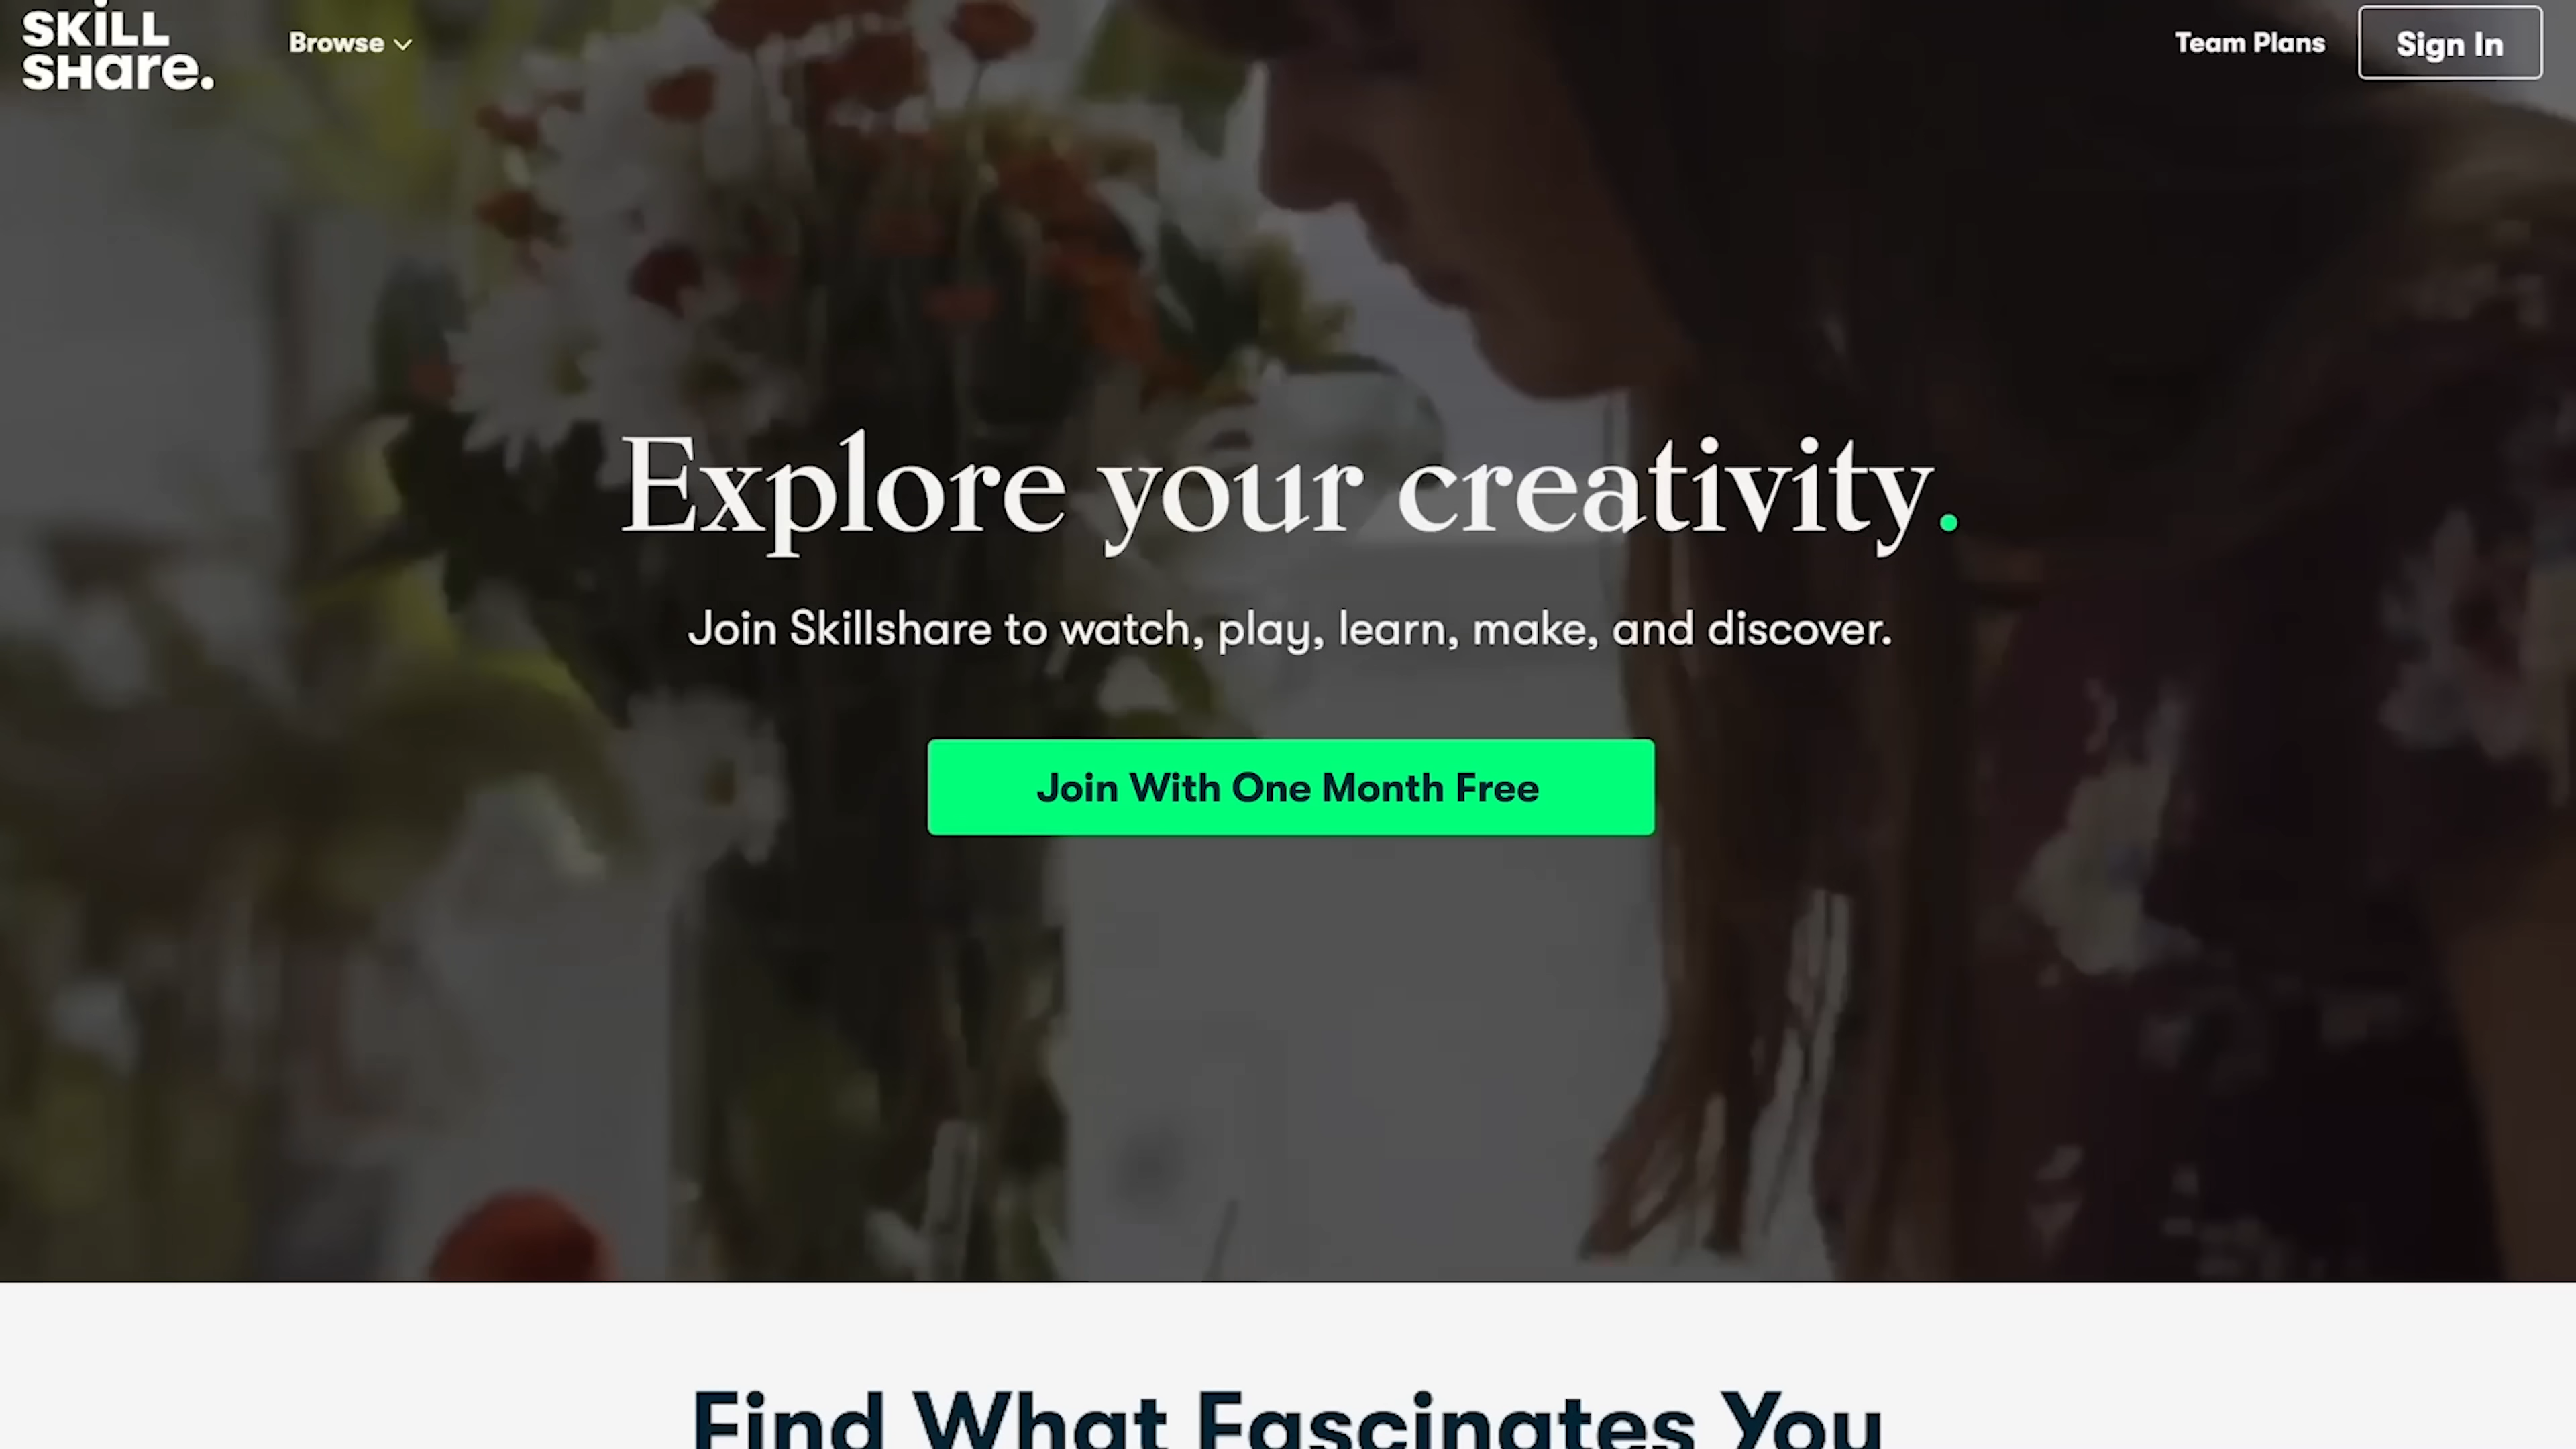 SKILL
SHare.
Browse
Team Plans
Sign In
Explore your creativity.
Join Skillshare to watch, play, learn, make, and discover.
Join With One Month Free
Find What Fascinates You